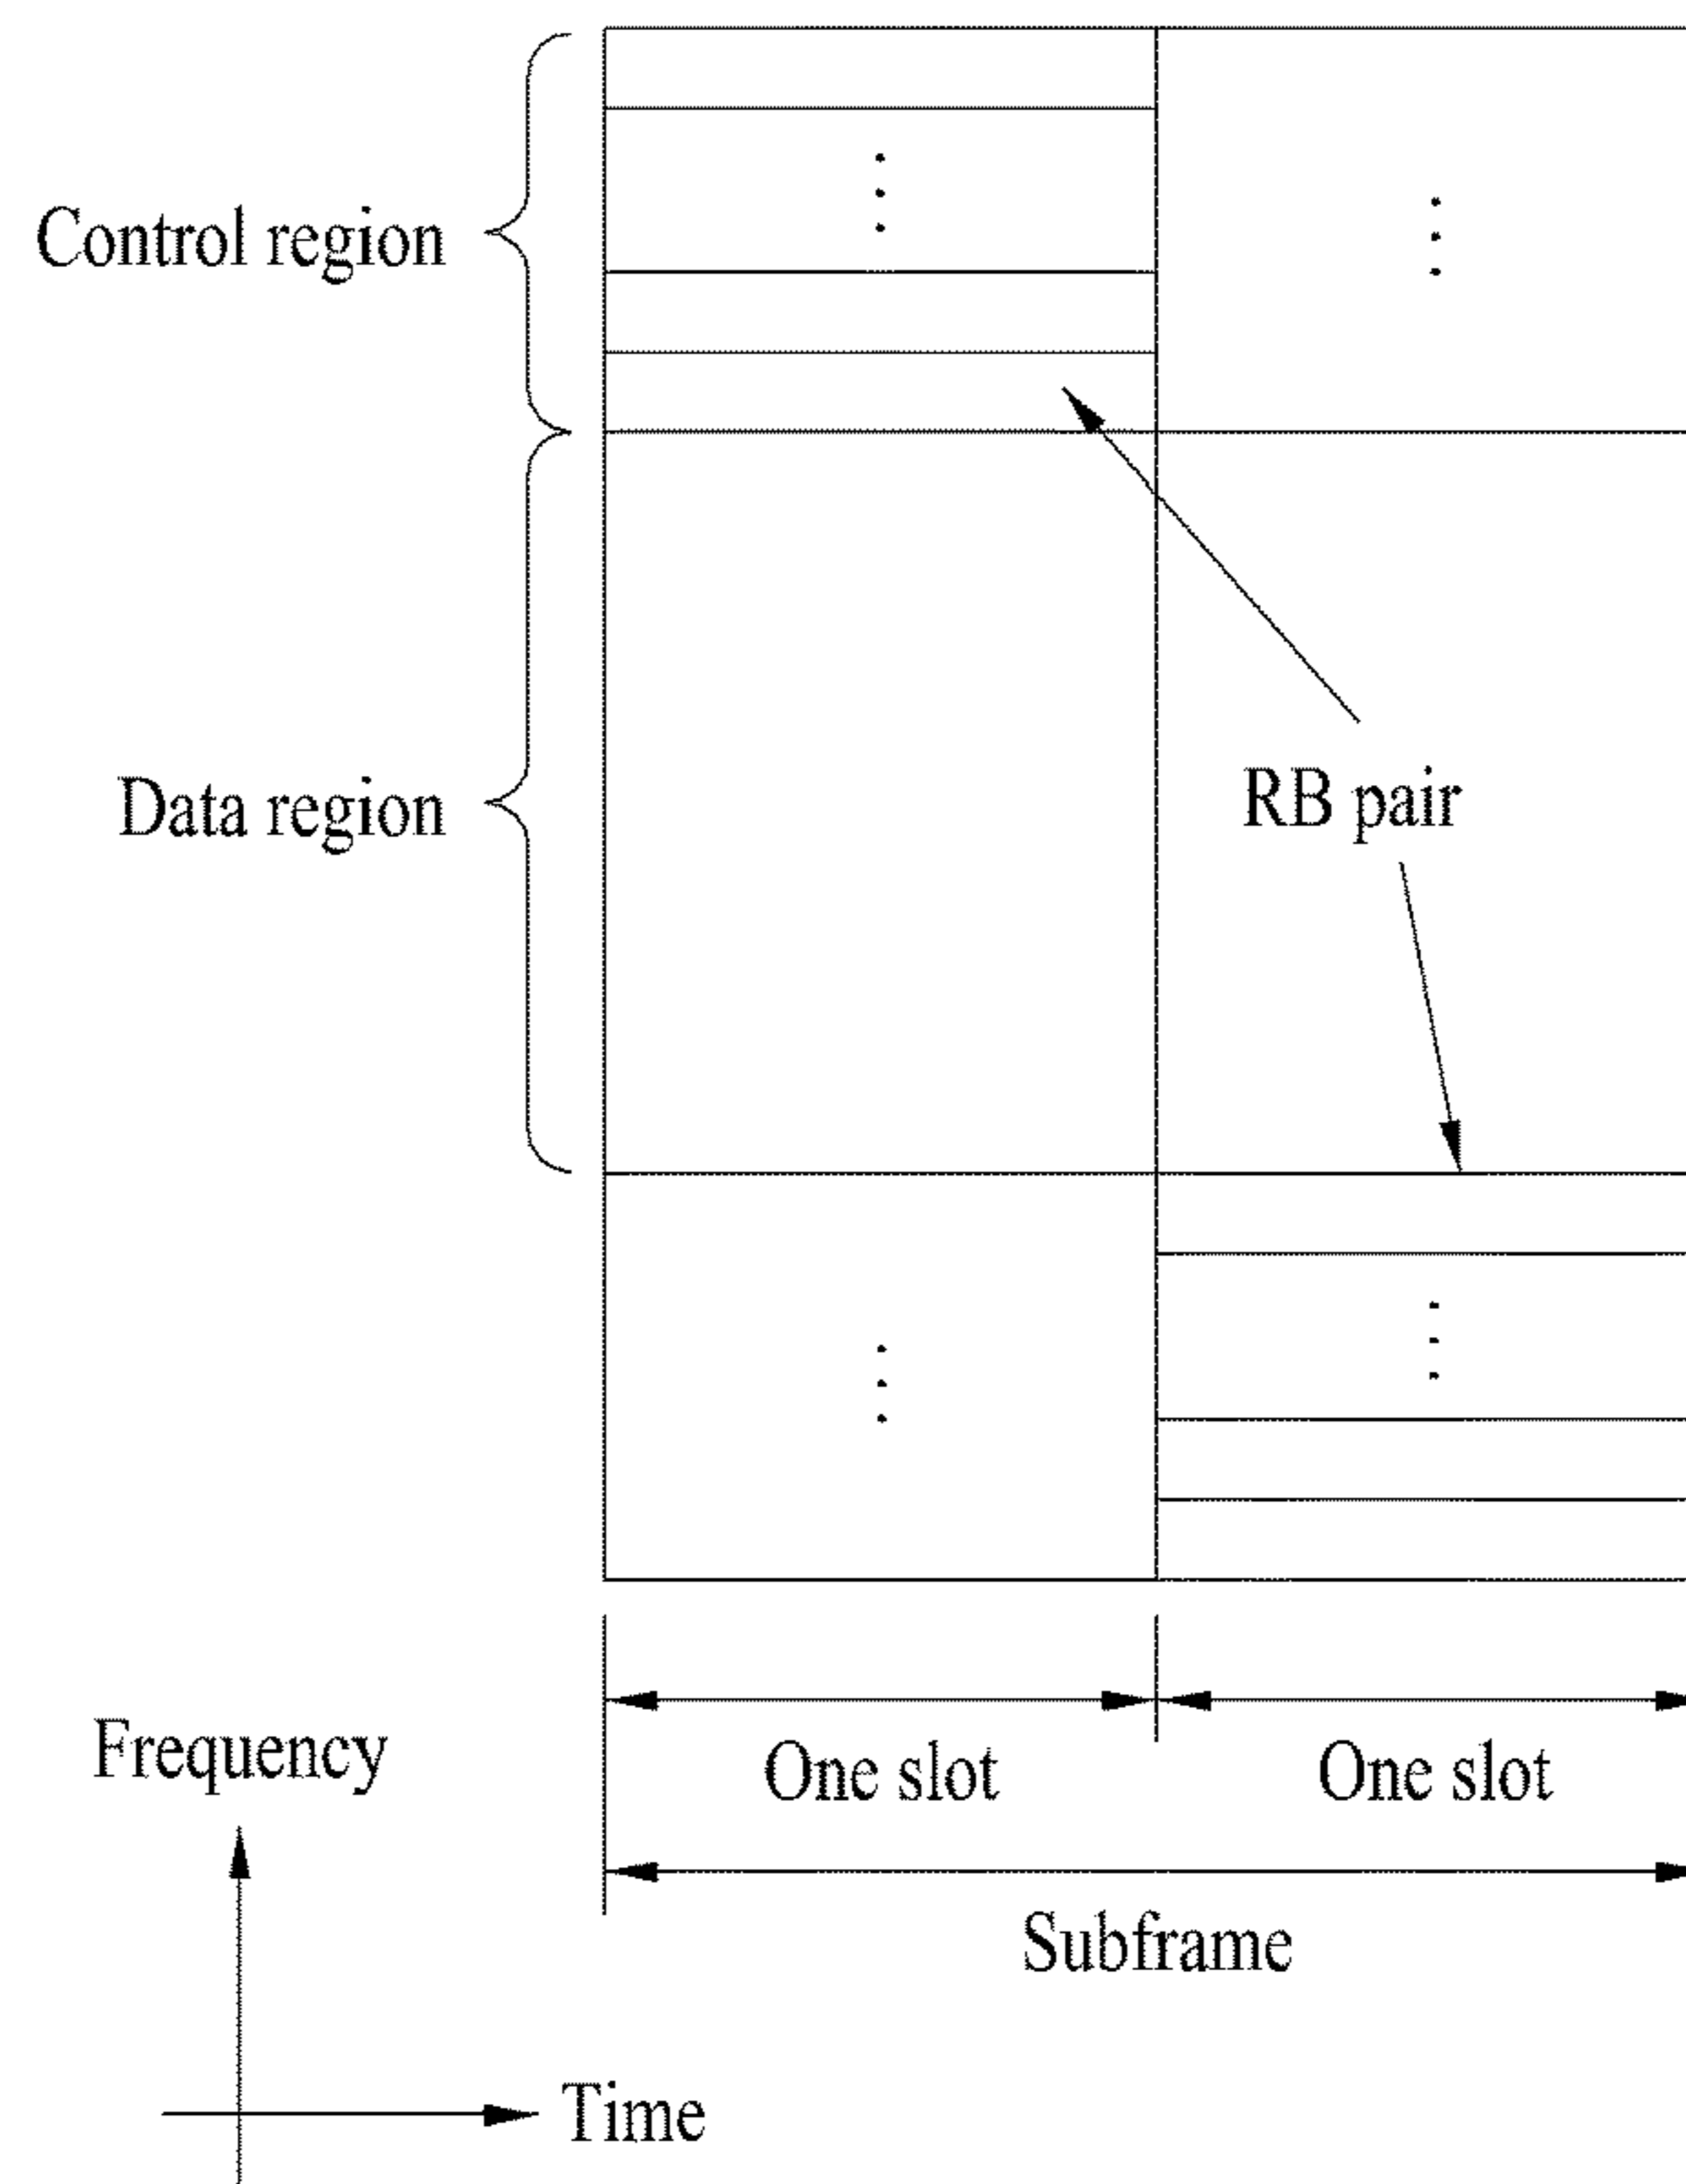 Control region
Data region
RB pair
One slot
One slot
Frequency
Subframe
Time